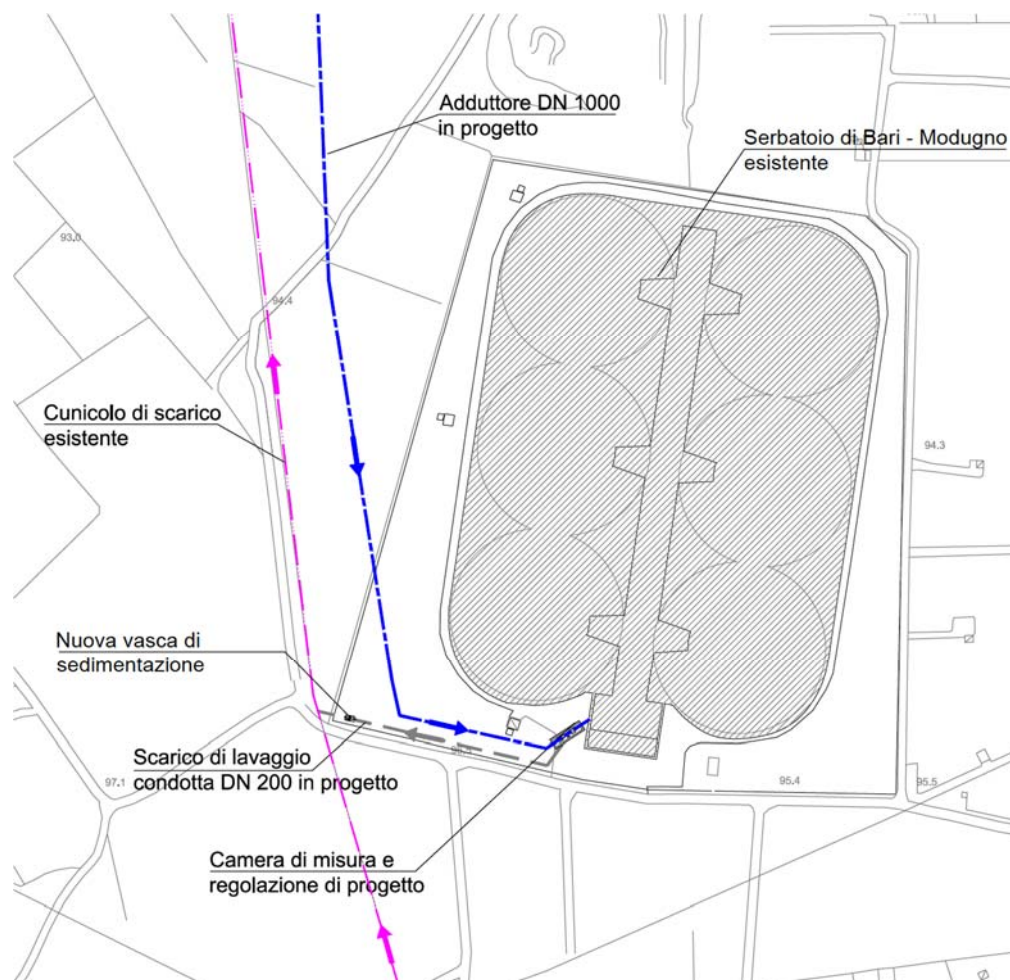 Adduttore DN 1000
in progetto
Serbatoio di Bari - Modugno
esistente
93.0
94.4
Cunicolo di scarico
esistente
94.3
Nuova vasca di
sedimentazione
Scarico di lavaggio
condotta DN 200 in progetto
97.1
95.4
95.5
Camera di misura e
regolazione di progetto